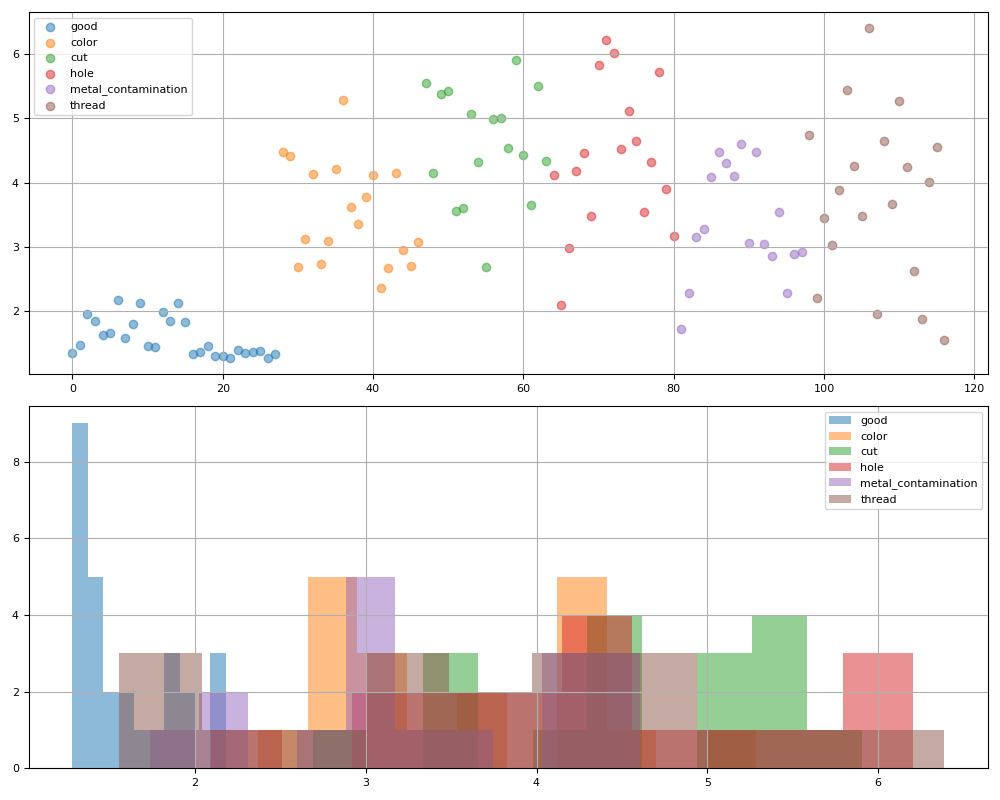 good
color
cut
hole
metal_contamination
thread
6
5
4
3
2
0 20 40 60 80 100 120
good
color
cut
hole
metal_contamination
thread
8
6
4
2
0
2 3 4 5 6